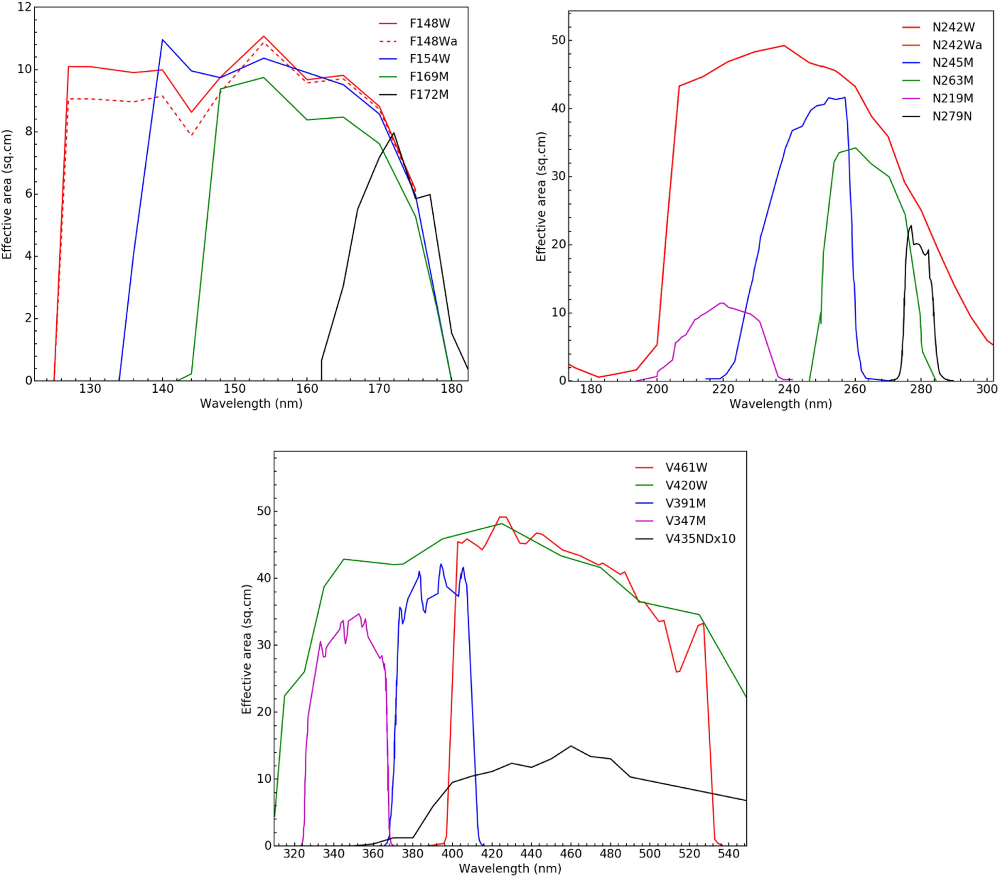 12
10
8
6
4
2
0
Effective area (sq.cm)
F148W
F148Wa
F154W
F169M
F172M
130 140 150 160 170 180
Wavelength (nm)
50
40
30
20
10
0
Effective area (sq.cm)
N242W
N242Wa
N245M
N263M
N219M
N279N
180 200 220 240 260 280 300
Wavelength (nm)
50
40
30
20
10
0
Effective area (sq.cm)
V461W
V420W
V391M
V347M
V435NDx10
320 340 360 380 400 420 440 460 480 500 520 540
Wavelength (nm)